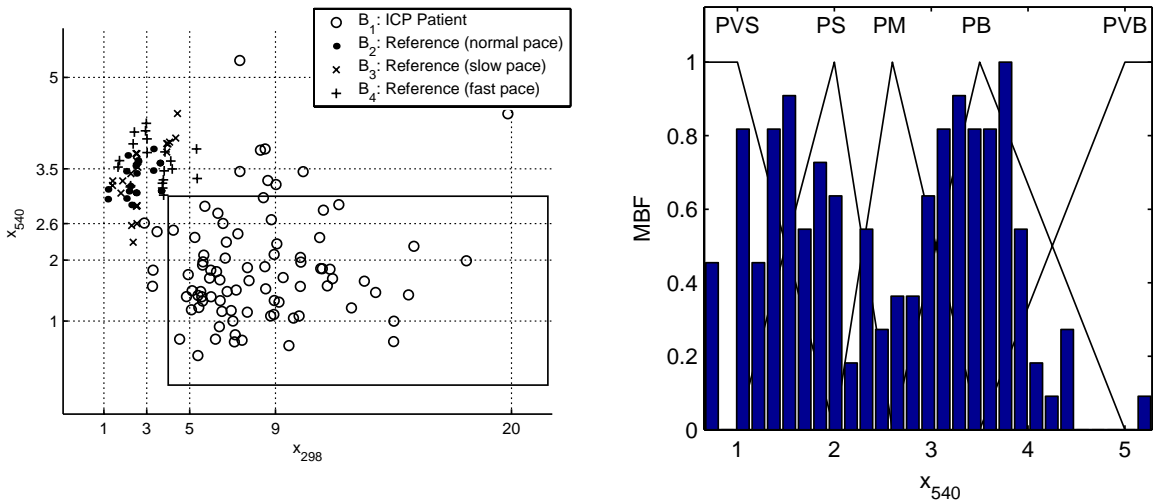 B1: ICP Patient
B2: Reference (normal pace)
B3: Reference (slow pace)
B4: Reference (fast pace)
5
3.5
2.6
2
1
x540
1 3 5 9 20
x298
PVS PS PM PB PVB
1
0.8
0.6
0.4
0.2
0
MBF
1 2 3 4 5
x540